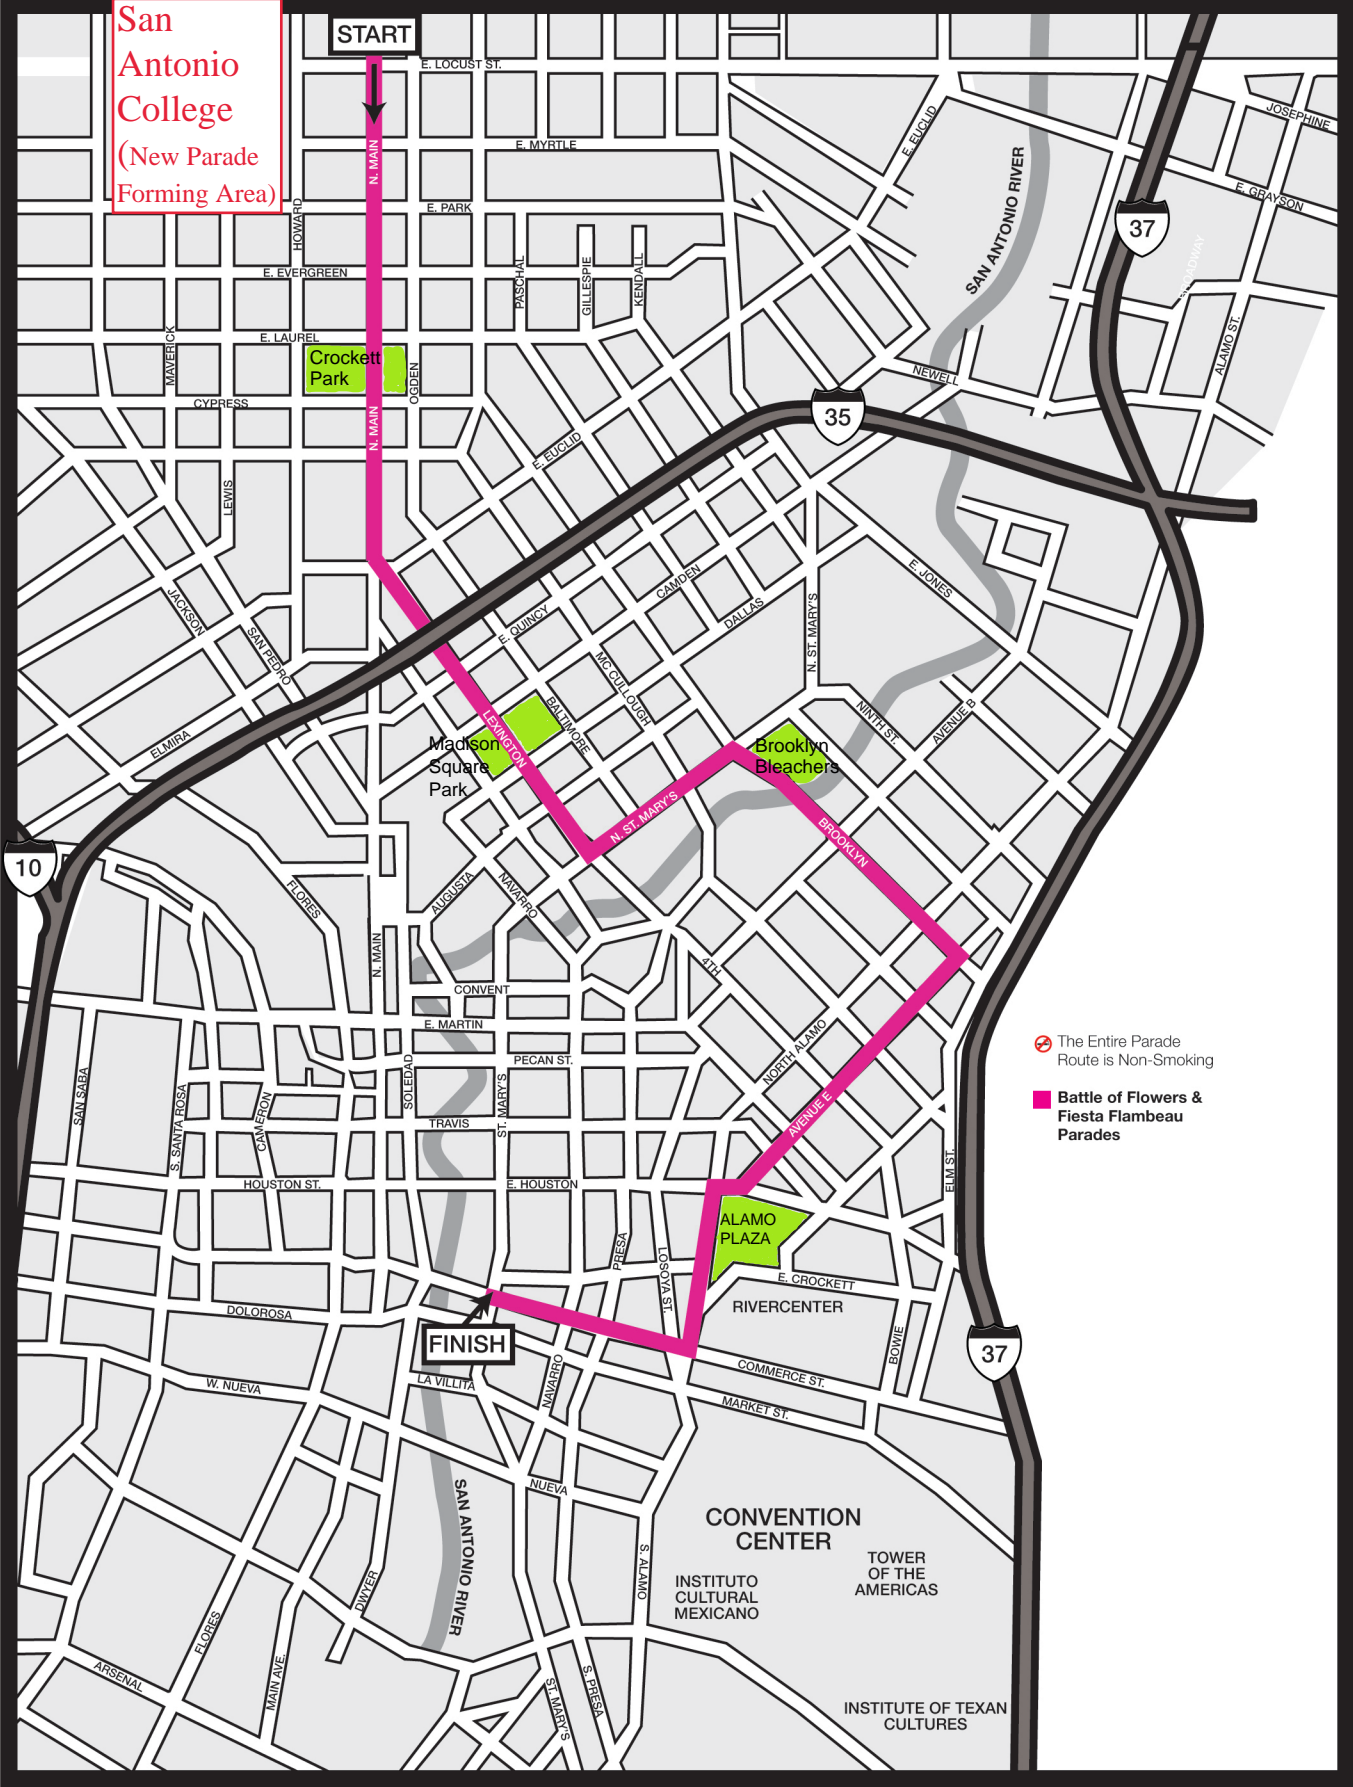 San
Antonio
College
(New Parade
Forming Area)
START
E. LOCUST ST.
JOSEPHINE
E. EUCLID
N. MAIN
E. MYRTLE
SAN ANTONIO RIVER
E. GRAYSON
HOWARD
E. PARK
37
BROADWAY
E. EVERGREEN
PASCHAL
GILLESPIE
KENDALL
MAVERICK
E. LAUREL
ALAMO ST.
Crockett
Park
OGDEN
NEWELL
CYPRESS
35
N. MAIN
E. EUCLID
LEWIS
CAMDEN
E. JONES
JACKSON
SAN PEDRO
E. QUINCY
DALLAS
N. ST. MARY'S
MC CULLOUGH
BALTIMORE
LEXINGTON
NINTH ST.
AVENUE B
ELMIRA
Madison
Square
Park
Brooklyn
Bleachers
N. ST. MARY'S
BROOKLYN
10
FLORES
AUGUSTA
NAVARRO
N. MAIN
4TH
CONVENT
E. MARTIN
NORTH ALAMO
The Entire Parade
Route is Non-Smoking
PECAN ST.
SAN SABA
S. SANTA ROSA
CAMERON
SOLEDAD
ST. MARY'S
AVENUE E
Battle of Flowers &
Fiesta Flambeau
Parades
TRAVIS
ELM ST.
HOUSTON ST.
E. HOUSTON
ALAMO
PLAZA
PRESA
LOSOYA ST.
E. CROCKETT
DOLOROSA
RIVERCENTER
FINISH
BOWIE
37
W. NUEVA
LA VILLITA
NAVARRO
COMMERCE ST.
MARKET ST.
NUEVA
SAN ANTONIO RIVER
CONVENTION
CENTER
S. ALAMO
TOWER
OF THE
AMERICAS
INSTITUTO
CULTURAL
MEXICANO
DWYER
FLORES
ARSENAL
MAIN AVE.
ST. MARY'S
S. PRESA
INSTITUTE OF TEXAN
CULTURES